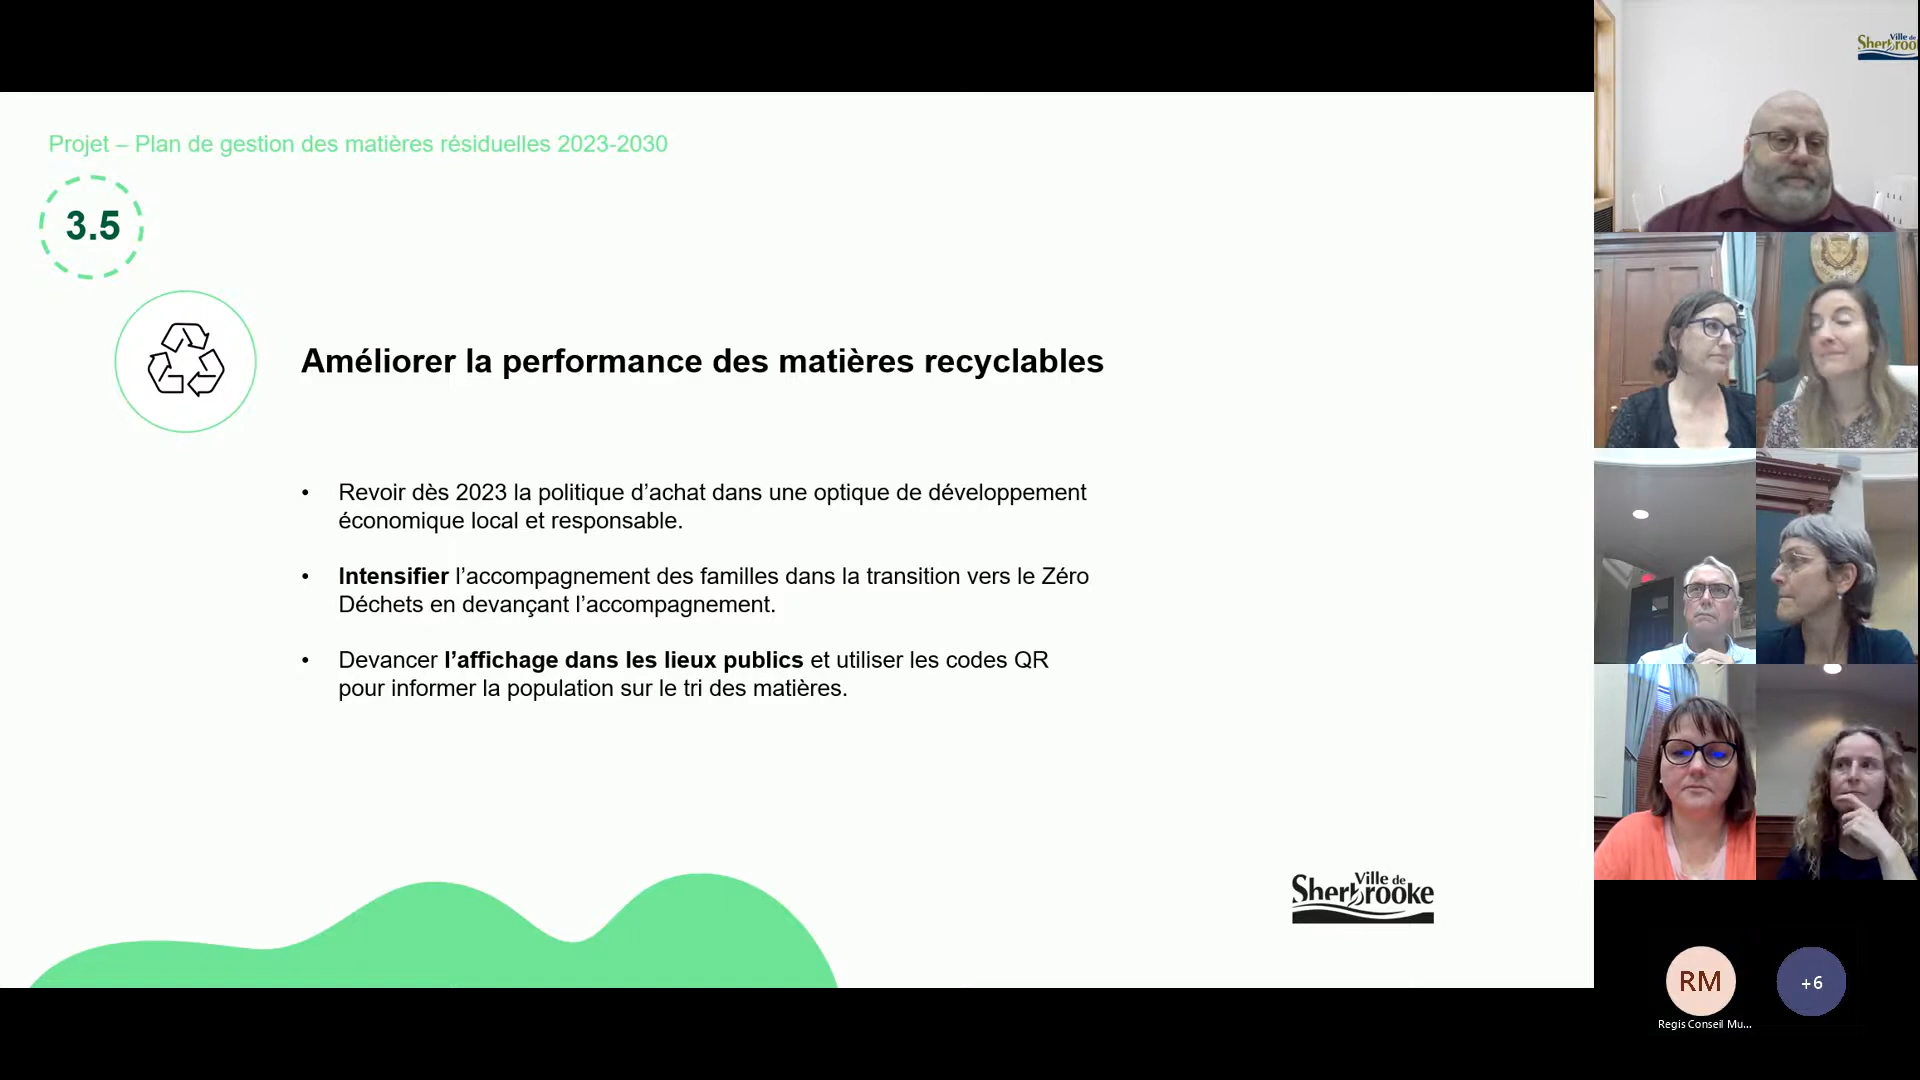 Projet – Plan de gestion des matières résiduelles 2023-2030
3.5
Améliorer la performance des matières recyclables
• Revoir dès 2023 la politique d’achat dans une optique de développement
économique local et responsable.
• Intensifier l’accompagnement des familles dans la transition vers le Zéro
Déchets en devançant l’accompagnement.
• Devancer l’affichage dans les lieux publics et utiliser les codes QR
pour informer la population sur le tri des matières.
Ville de
Sherbrooke
Ville de
Sherbroo
RM
+6
Regis Conseil Mu...